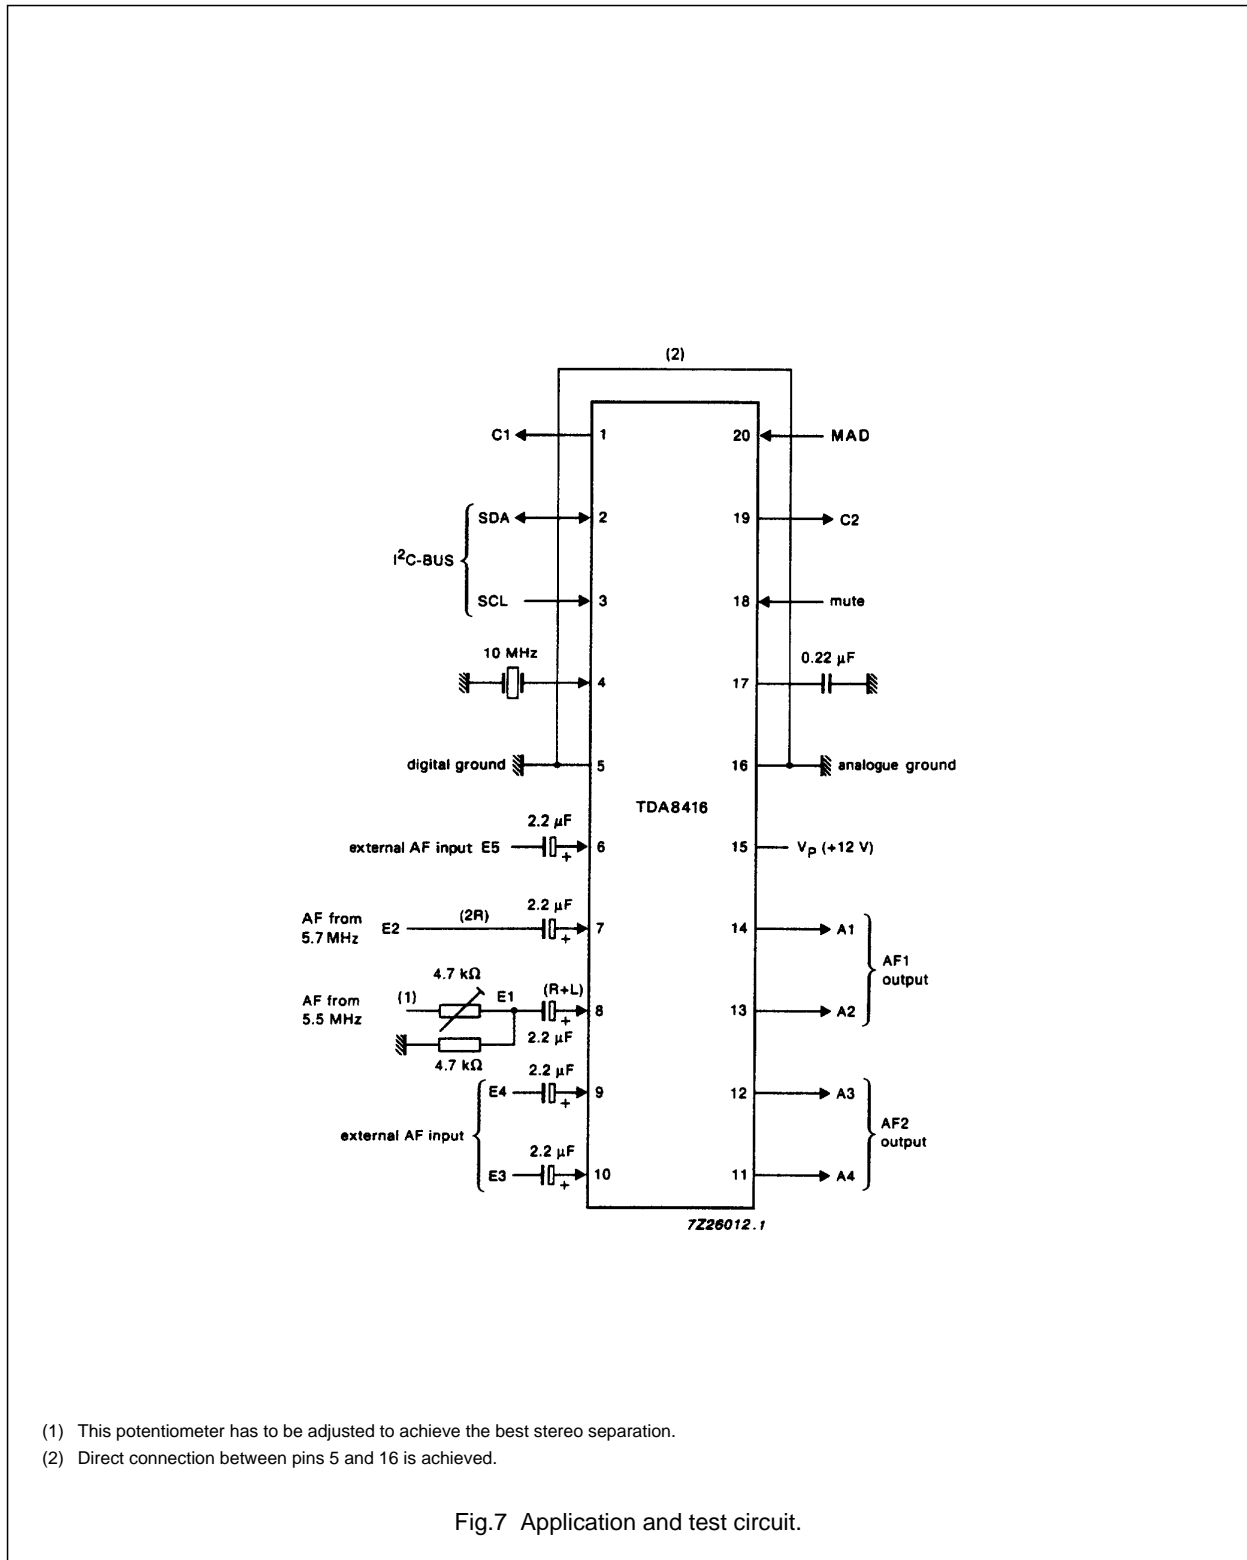 (2)
C1 1 20 MAD
SDA 2 19 C2
I²C-BUS
SCL 3 18 mute
10 MHz 0.22 µF
4 17
digital ground 5 16 analogue ground
TDA8416
2.2 µF
external AF input E5 + 6 15 Vp (+12 V)
2.2 µF
AF from
5.7 MHz E2 (2R) + 7 14 A1
AF1
output
4.7 kΩ
AF from
5.5 MHz (1) E1 (R+L) + 8 13 A2
2.2 µF
4.7 kΩ
2.2 µF
E4 + 9 12 A3
external AF input
AF2
output
2.2 µF
E3 + 10 11 A4
7Z26012.1
(1) This potentiometer has to be adjusted to achieve the best stereo separation.
(2) Direct connection between pins 5 and 16 is achieved.
Fig.7 Application and test circuit.